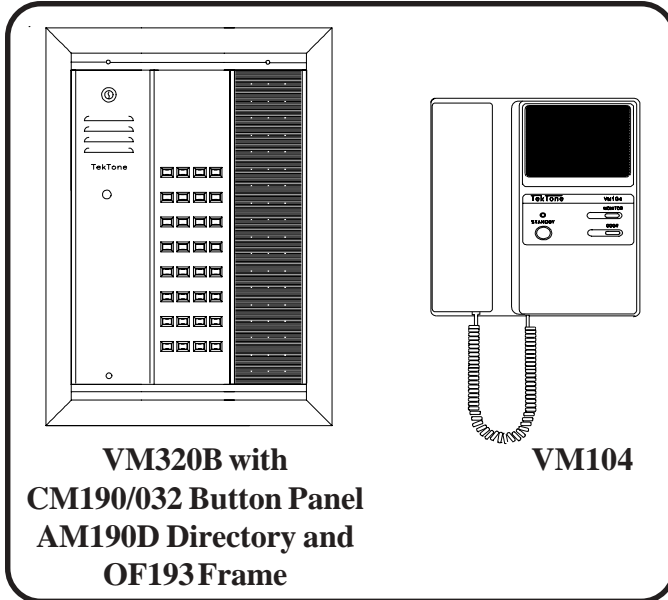 TekTone
TekTone VM104
MONITOR
STANDBY
DOOR
VM320B with
CM190/032 Button Panel
AM190D Directory and
OF193 Frame
VM104